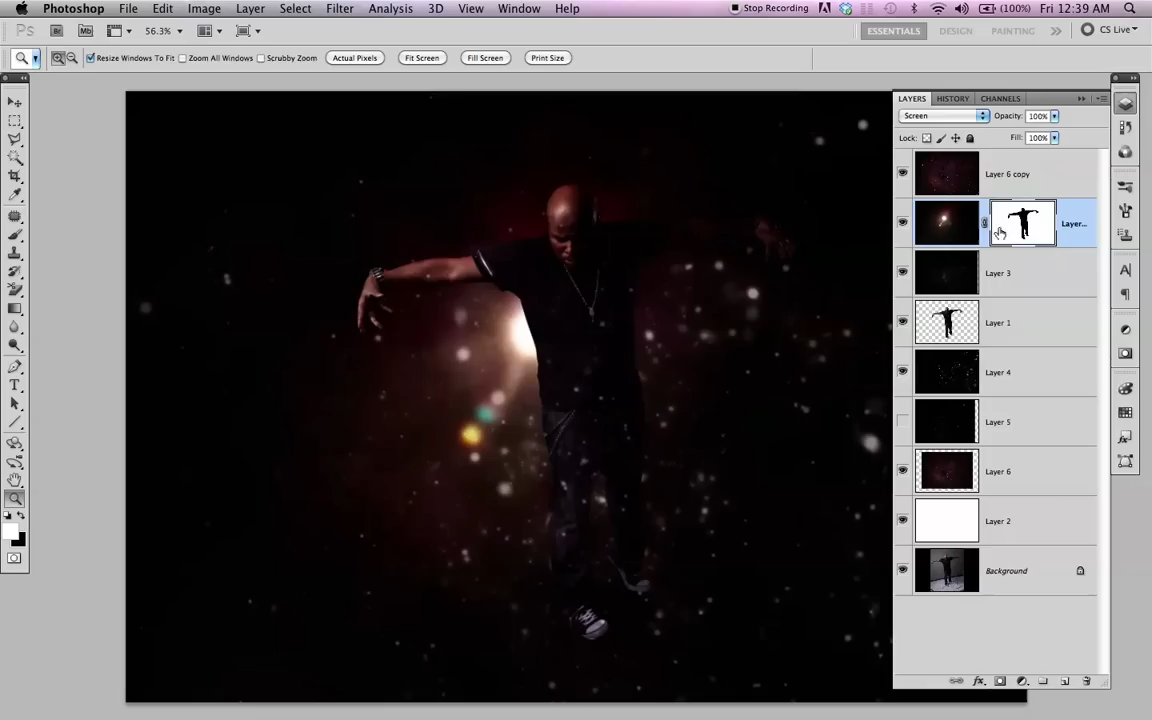 Photoshop File Edit Image Layer Select Filter Analysis 3D View Window Help Stop Recording (100%) Fri 12:39 AM
Ps Br Mb 56.3% ESSENTIALS DESIGN PAINTING CS Live
Resize Windows To Fit Zoom All Windows Scrubby Zoom Actual Pixels Fit Screen Fill Screen Print Size
LAYERS HISTORY CHANNELS
Screen Opacity: 100%
Lock: Fill: 100%
Layer 6 copy
Layer...
Layer 3
Layer 1
Layer 4
Layer 5
Layer 6
Layer 2
Background